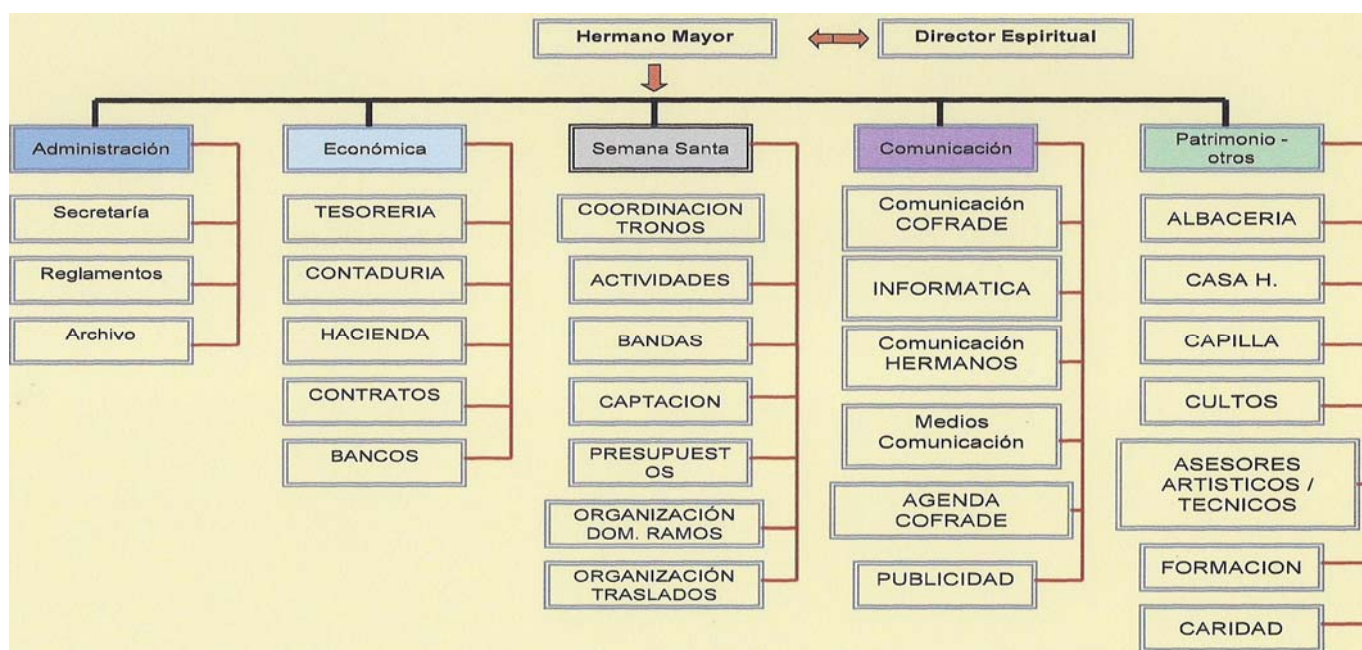 Hermano Mayor
Director Espiritual
Administración
Económica
Semana Santa
Comunicación
Patrimonio -
otros
Secretaría
Reglamentos
Archivo
TESORERIA
CONTADURIA
HACIENDA
CONTRATOS
BANCOS
COORDINACION
TRONOS
ACTIVIDADES
BANDAS
CAPTACION
PRESUPUEST
OS
ORGANIZACIÓN
DOM. RAMOS
ORGANIZACIÓN
TRASLADOS
Comunicación
COFRADE
INFORMATICA
Comunicación
HERMANOS
Medios
Comunicación
AGENDA
COFRADE
PUBLICIDAD
ALBACERIA
CASA H.
CAPILLA
CULTOS
ASESORES
ARTISTICOS /
TECNICOS
FORMACION
CARIDAD